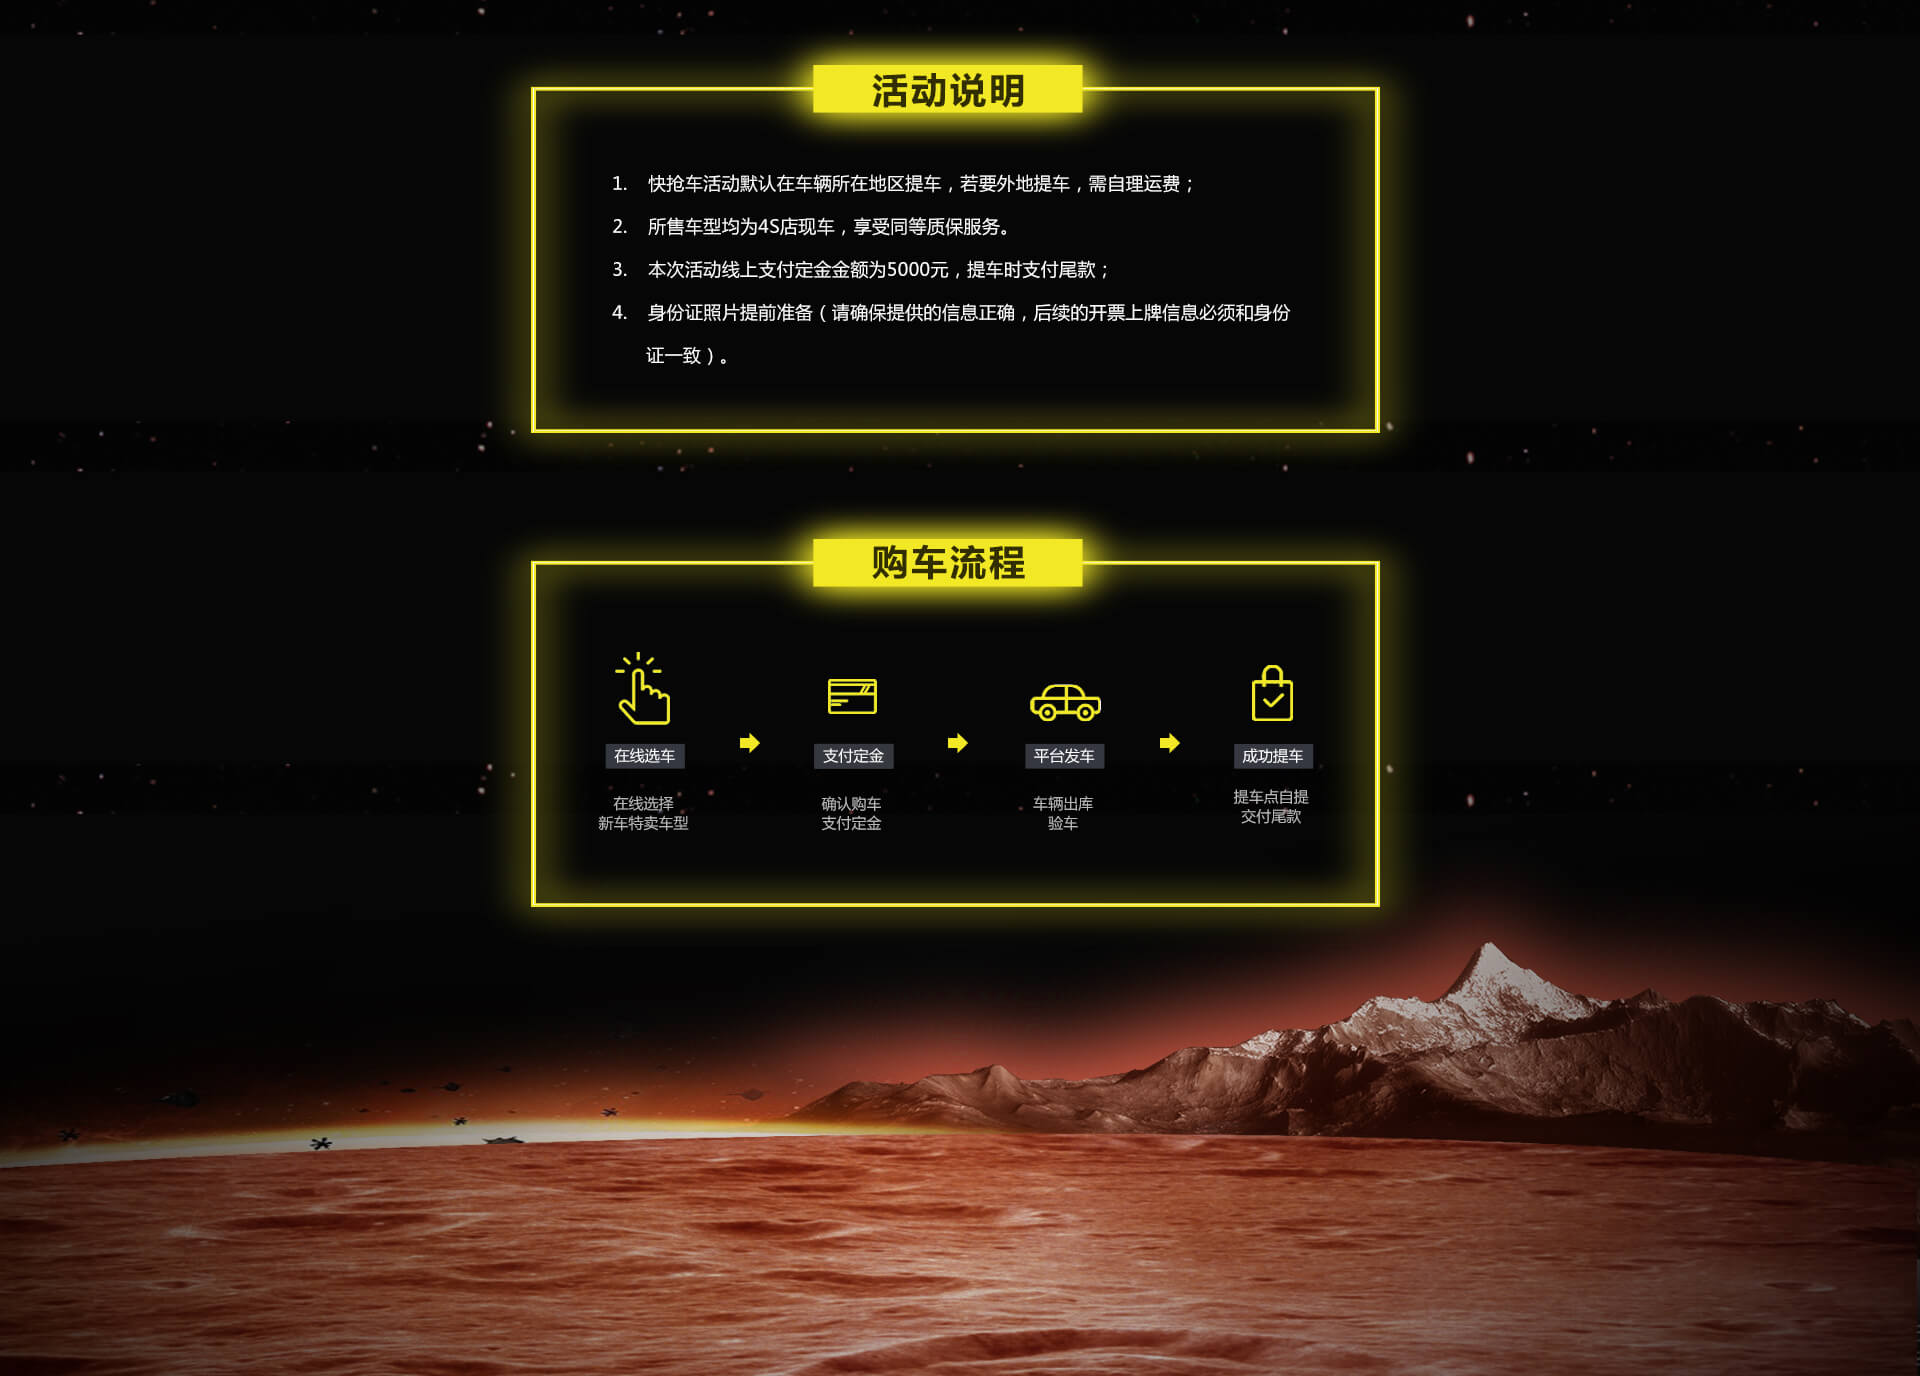 活动说明
1. 快抢车活动默认在车辆所在地区提车，若要外地提车，需自理运费；
2. 所售车型均为4S店现车，享受同等质保服务。
3. 本次活动线上支付定金金额为5000元，提车时支付尾款；
4. 身份证照片提前准备（请确保提供的信息正确，后续的开票上牌信息必须和身份
证一致）。
购车流程
在线选车
在线选择
新车特卖车型
支付定金
确认购车
支付定金
平台发车
车辆出库
验车
成功提车
提车点自提
交付尾款